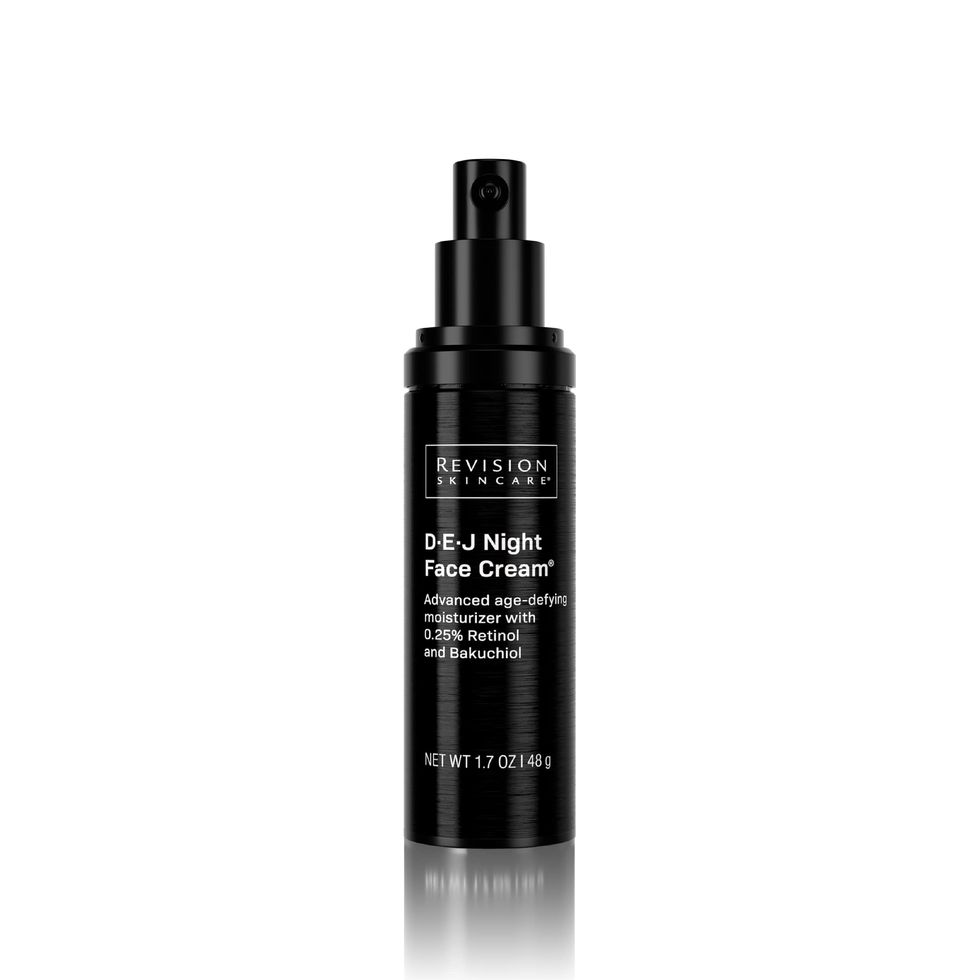 REVISION
SKINCARE®
D·E·J Night
Face Cream®
Advanced age-defying
moisturizer with
0.25% Retinol
and Bakuchiol
NET WT 1.7 OZ | 48 g